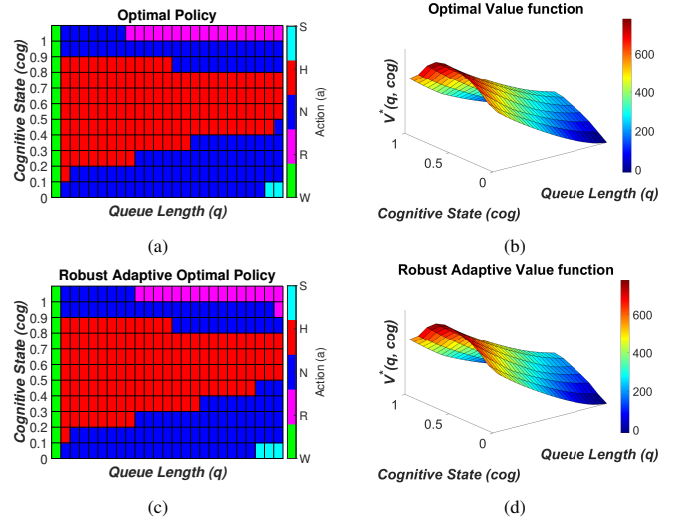 Optimal Policy
1
0.9
0.8
0.7
0.6
0.5
0.4
0.3
0.2
0.1
0
Cognitive State (cog)
Queue Length (q)
S
H
N
R
W
Action (a)
(a)
Optimal Value function
V*(q, cog)
1
0.5
0
Cognitive State (cog)
Queue Length (q)
600
400
200
0
(b)
Robust Adaptive Optimal Policy
1
0.9
0.8
0.7
0.6
0.5
0.4
0.3
0.2
0.1
0
Cognitive State (cog)
Queue Length (q)
S
H
N
R
W
Action (a)
(c)
Robust Adaptive Value function
V*(q, cog)
1
0.5
0
Cognitive State (cog)
Queue Length (q)
600
400
200
0
(d)